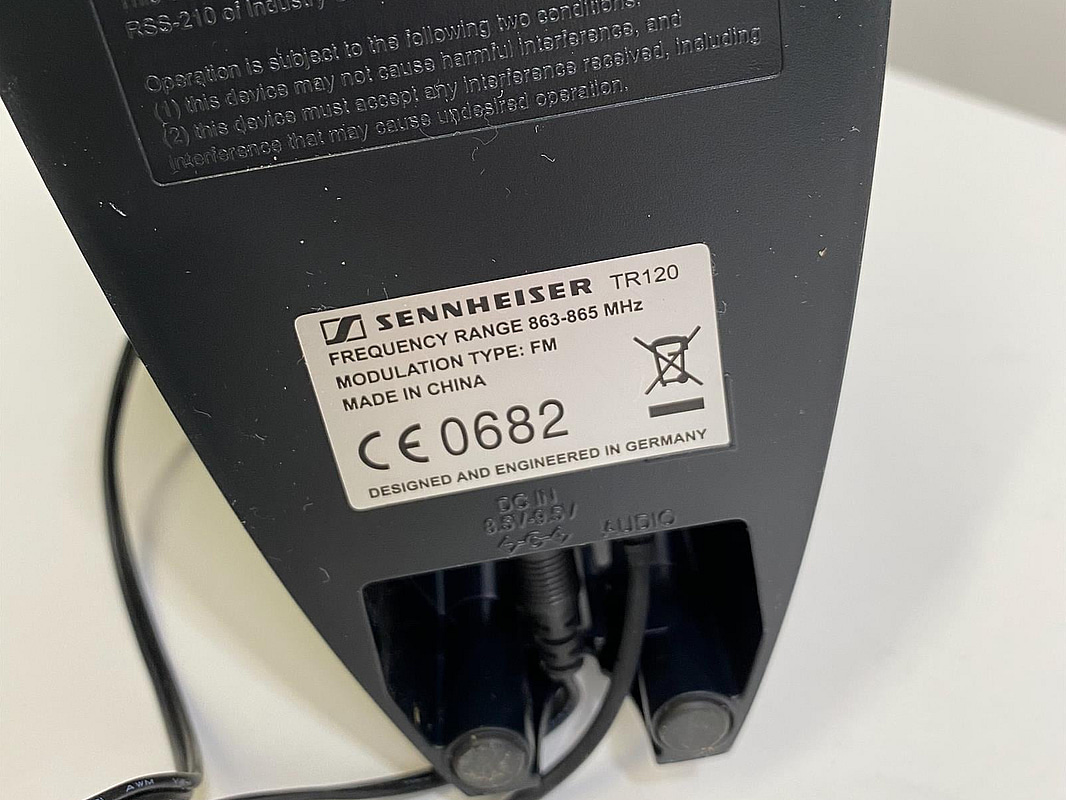 RSS-210 of Industry
Operation is subject to the following two conditions:
(1) this device may not cause harmful interference, and
(2) this device must accept any interference received, including
interference that may cause undesired operation.
SENNHEISER TR120
FREQUENCY RANGE 863-865 MHz
MODULATION TYPE: FM
MADE IN CHINA
CE 0682
DESIGNED AND ENGINEERED IN GERMANY
DC IN
AUDIO
AWM